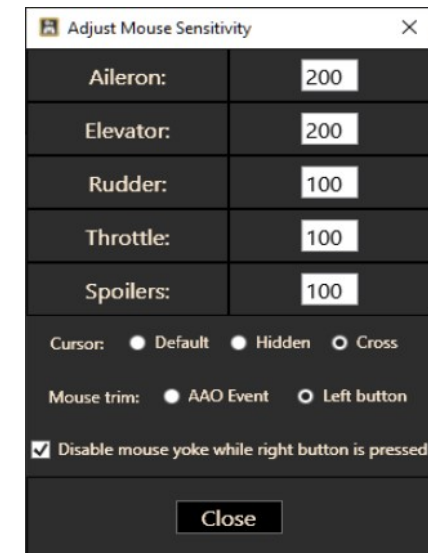 Adjust Mouse Sensitivity
Aileron: 200
Elevator: 200
Rudder: 100
Throttle: 100
Spoilers: 100
Cursor: Default Hidden Cross
Mouse trim: AAO Event Left button
Disable mouse yoke while right button is pressed
Close